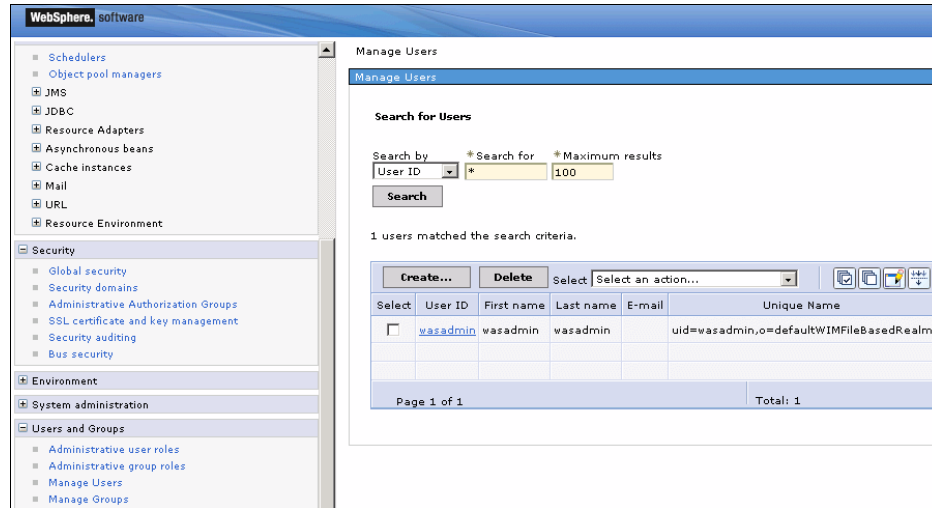 WebSphere. software
Schedulers
Object pool managers
JMS
JDBC
Resource Adapters
Asynchronous beans
Cache instances
Mail
URL
Resource Environment
Security
Global security
Security domains
Administrative Authorization Groups
SSL certificate and key management
Security auditing
Bus security
Environment
System administration
Users and Groups
Administrative user roles
Administrative group roles
Manage Users
Manage Groups
Manage Users
Manage Users
Search for Users
Search by * Search for * Maximum results
User ID * 100
Search
1 users matched the search criteria.
Create... Delete Select Select an action...
Select User ID First name Last name E-mail Unique Name
wasadmin wasadmin wasadmin uid=wasadmin,o=defaultWIMFileBasedRealm
Page 1 of 1 Total: 1